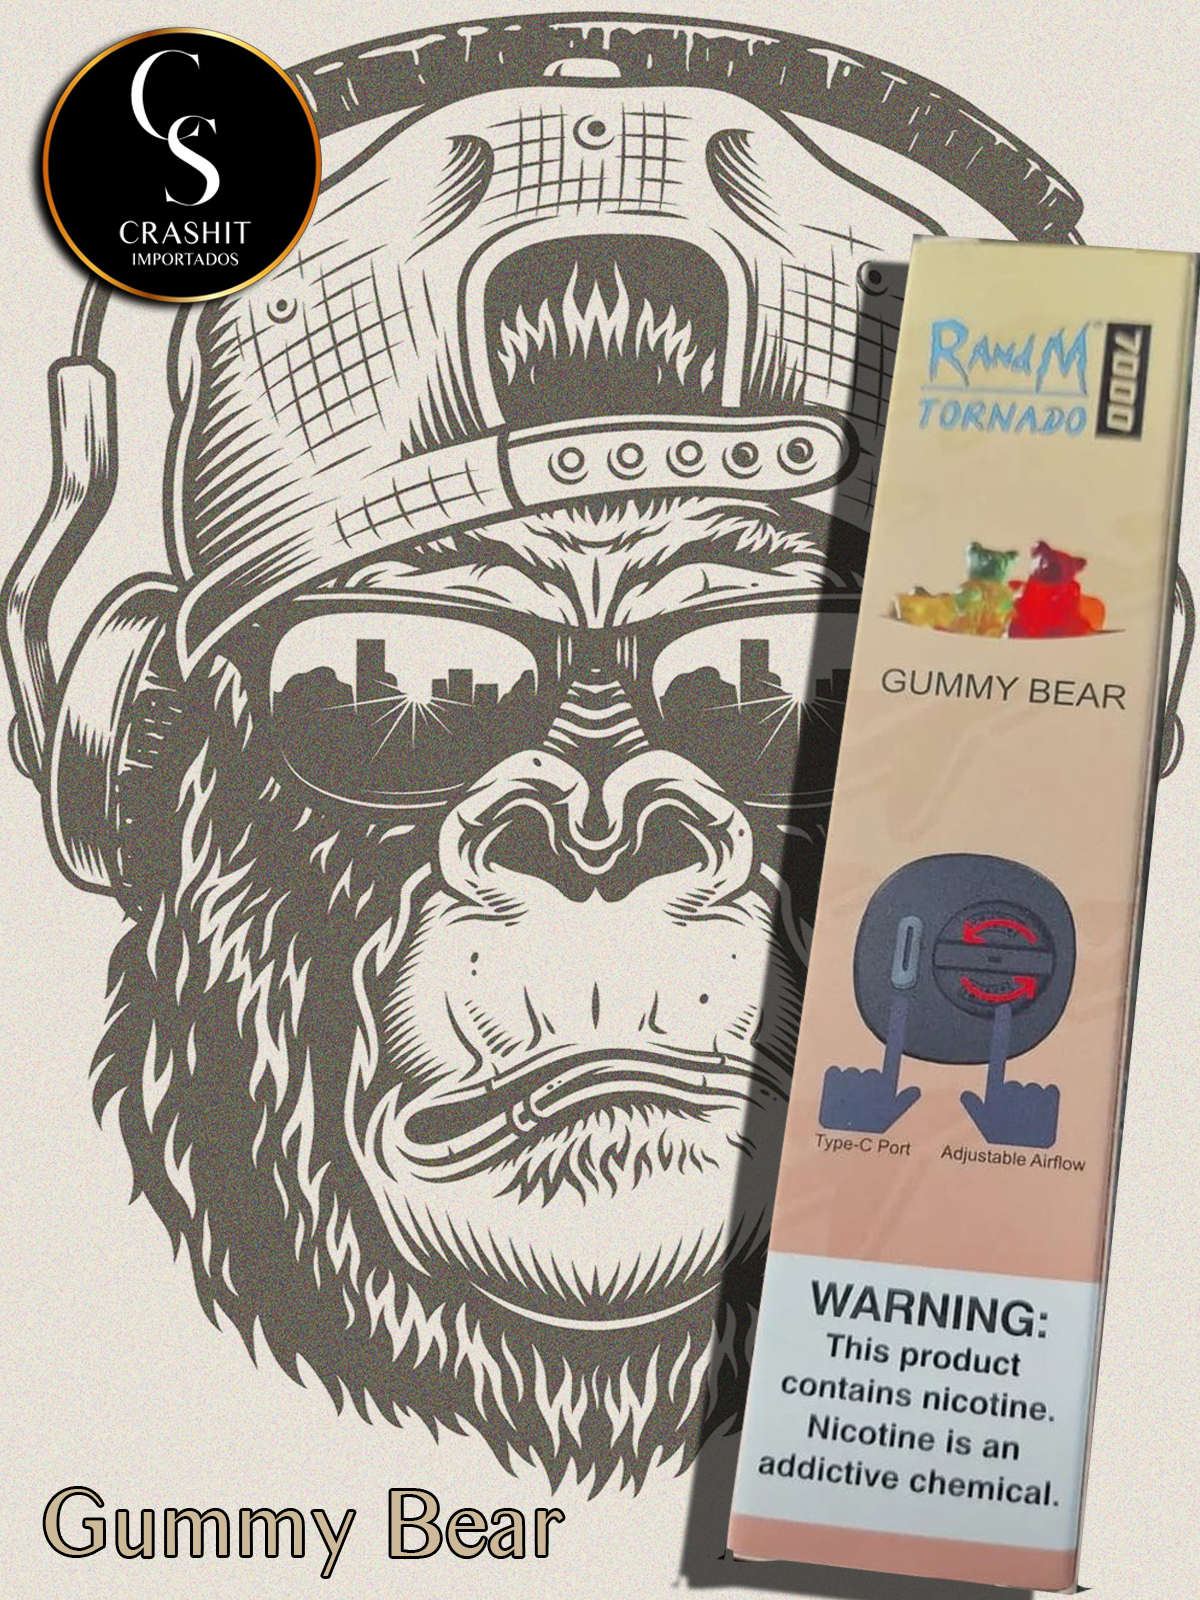 CS
CRASHIT
IMPORTADOS
RANDM
TORNADO
7000
GUMMY BEAR
Type-C Port
Adjustable Airflow
WARNING:
This product
contains nicotine.
Nicotine is an
addictive chemical.
Gummy Bear